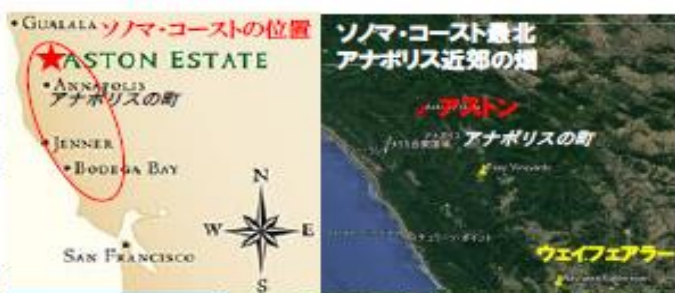 ソノマ・コーストの位置
GUALALA
ASTON ESTATE
ANNAPOLIS
アナポリスの町
JENNER
BODEGA BAY
SAN FRANCISCO
N
W E
S
ソノマ・コースト最北
アナポリス近郊の畑
アストン
アナポリスの町
Vineyards
ウェイフェアラー